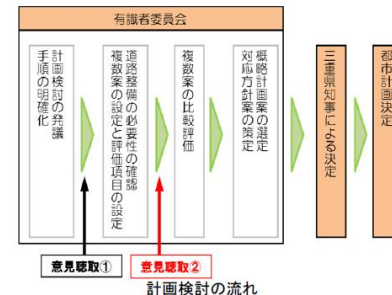 有識者委員会
計画検討の発議
手順の明確化
道路整備の必要性の確認
複数案の設定と評価項目の設定
複数案の比較評価
概略計画案の選定
対応方針案の策定
三重県知事による決定
都市計画決定
意見聴取①
意見聴取②
計画検討の流れ